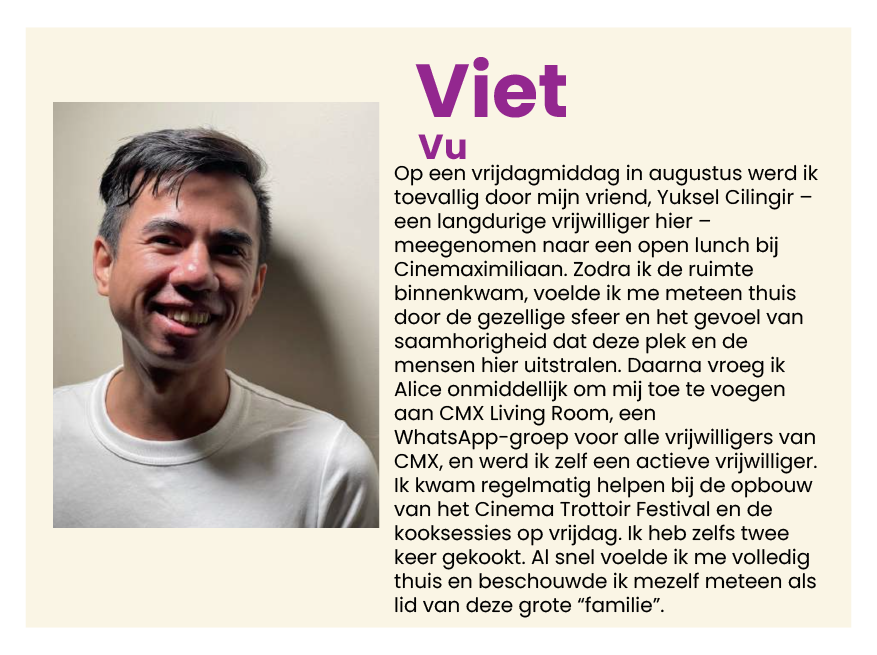 Viet
Vu
Op een vrijdagmiddag in augustus werd ik
toevallig door mijn vriend, Yuksel Cilingir –
een langdurige vrijwilliger hier –
meegenomen naar een open lunch bij
Cinemaximiliaan. Zodra ik de ruimte
binnenkwam, voelde ik me meteen thuis
door de gezellige sfeer en het gevoel van
saamhorigheid dat deze plek en de
mensen hier uitstralen. Daarna vroeg ik
Alice onmiddellijk om mij toe te voegen
aan CMX Living Room, een
WhatsApp-groep voor alle vrijwilligers van
CMX, en werd ik zelf een actieve vrijwilliger.
Ik kwam regelmatig helpen bij de opbouw
van het Cinema Trottoir Festival en de
kooksessies op vrijdag. Ik heb zelfs twee
keer gekookt. Al snel voelde ik me volledig
thuis en beschouwde ik mezelf meteen als
lid van deze grote “familie”.